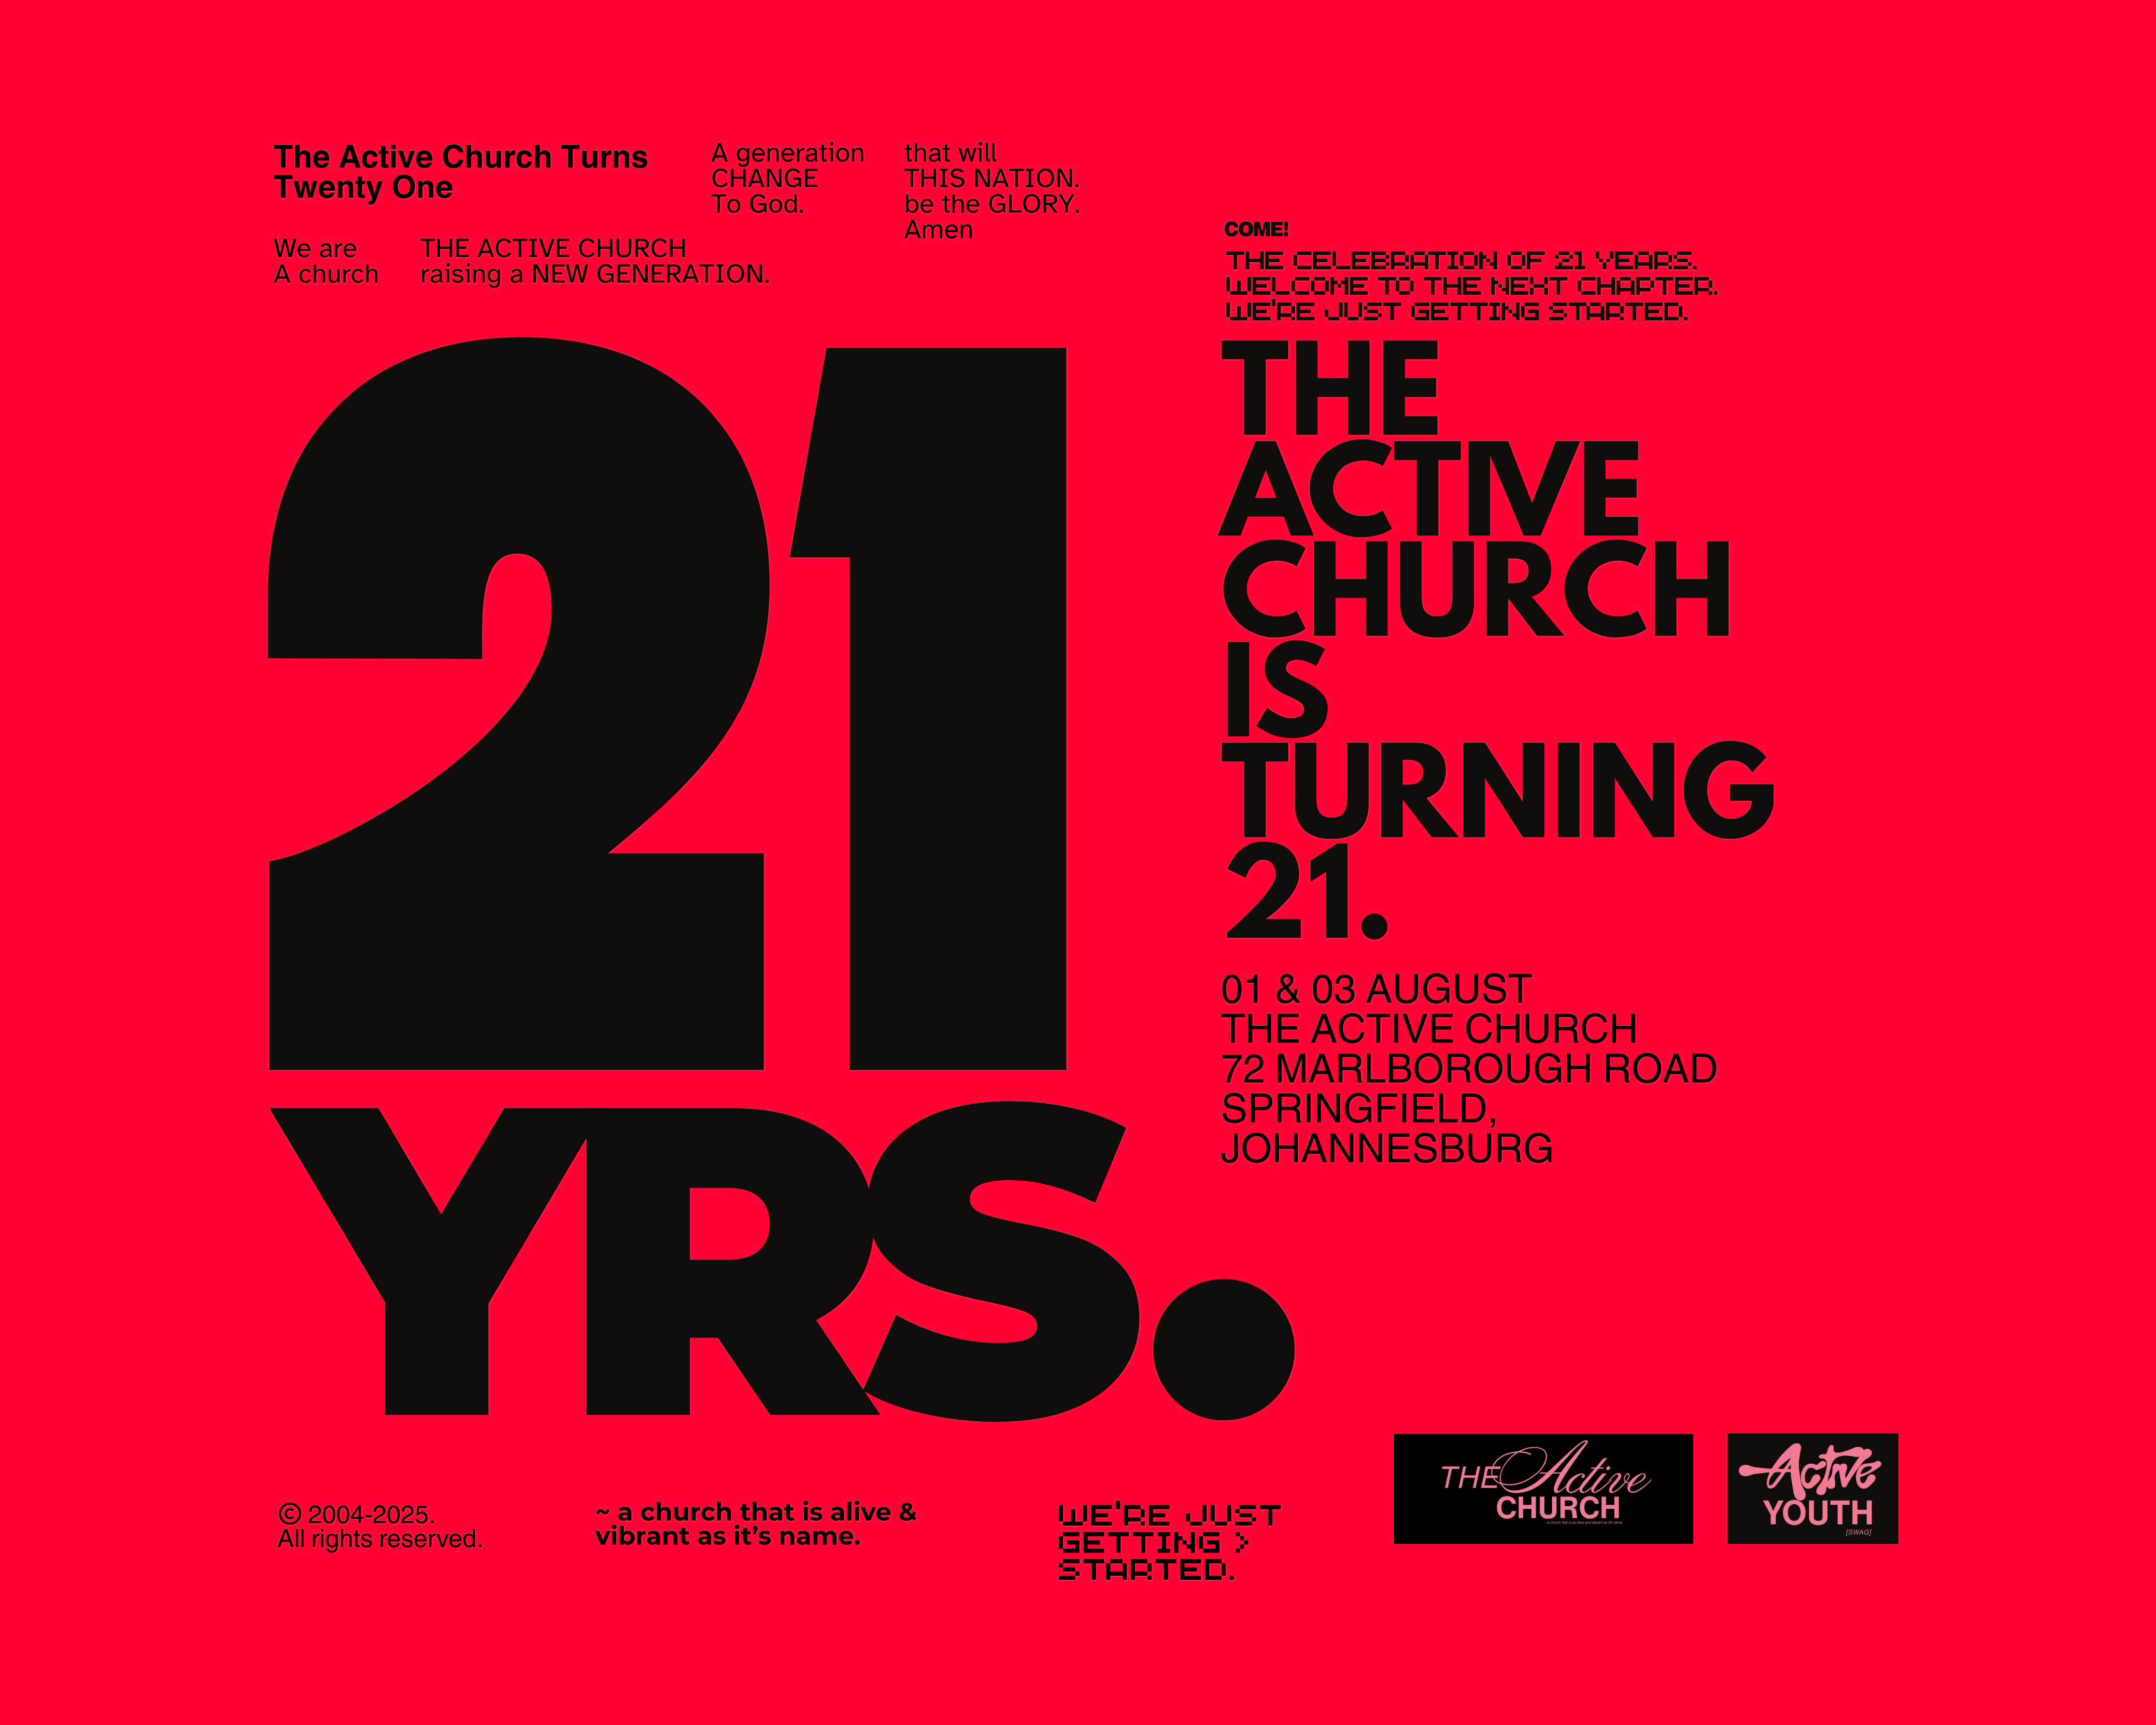 The Active Church Turns
Twenty One
We are THE ACTIVE CHURCH
A church raising a NEW GENERATION.
A generation that will
CHANGE THIS NATION.
To God. be the GLORY.
Amen
COME!
THE CELEBRATION OF 21 YEARS.
WELCOME TO THE NEXT CHAPTER.
WE'RE JUST GETTING STARTED.
21
YRS.
THE
ACTIVE
CHURCH
IS
TURNING
21.
01 & 03 AUGUST
THE ACTIVE CHURCH
72 MARLBOROUGH ROAD
SPRINGFIELD,
JOHANNESBURG
© 2004-2025.
All rights reserved.
~ a church that is alive &
vibrant as it’s name.
WE'RE JUST
GETTING >
STARTED.
THE Active
CHURCH
Active
YOUTH
[SWAG]